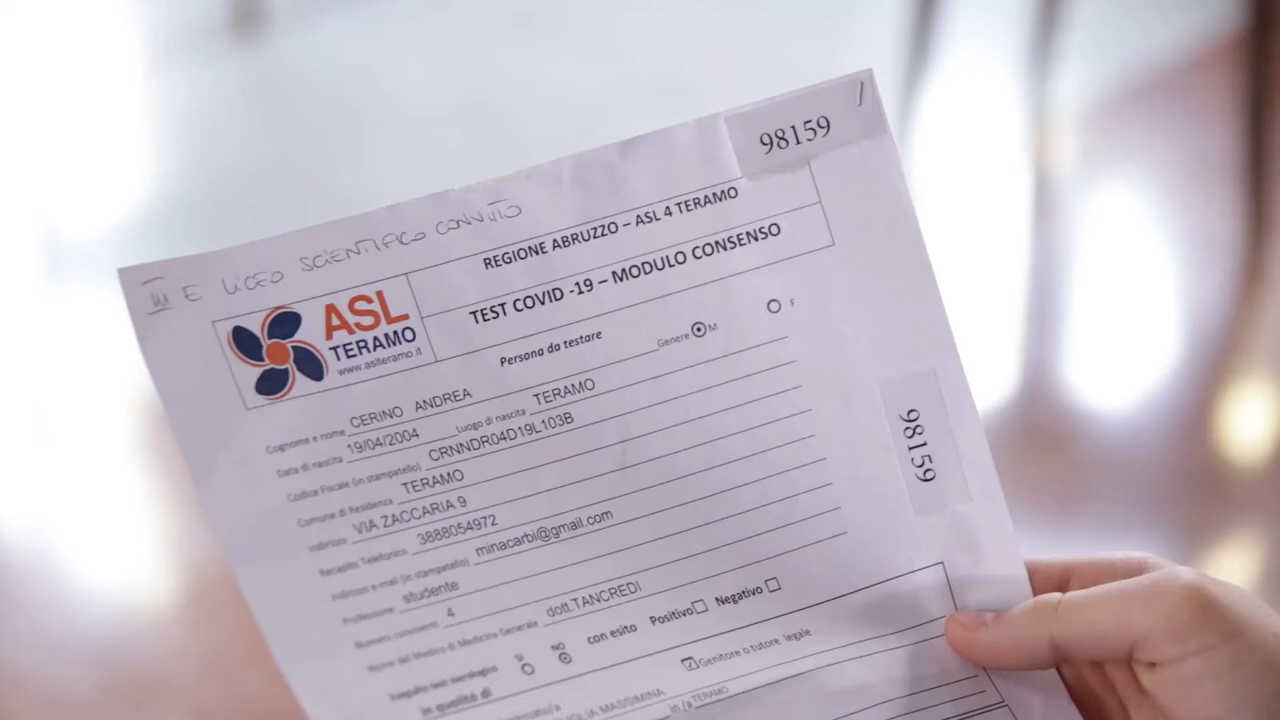 98159
III E LICEO SCIENTIFICO CONVITTO
REGIONE ABRUZZO – ASL 4 TERAMO
ASL TERAMO
www.aslteramo.it
TEST COVID -19 – MODULO CONSENSO
Persona da testare
Cognome e nome CERINO ANDREA Genere M F
Data di nascita 19/04/2004 Luogo di nascita TERAMO
Codice Fiscale (in stampatello) CRNNDR04D19L103B
Comune di Residenza TERAMO
Indirizzo VIA ZACCARIA 9
Recapito Telefonico 3888054972
Indirizzo e-mail (in stampatello) minacarbi@gmail.com
Professione studente
Numero conviventi 4
Nome del Medico di Medicina Generale dott.TANCREDI
Eseguito test sierologico SI NO con esito Positivo Negativo
in qualità di Genitore o tutore legale
MASSIMINA in /a TERAMO
98159